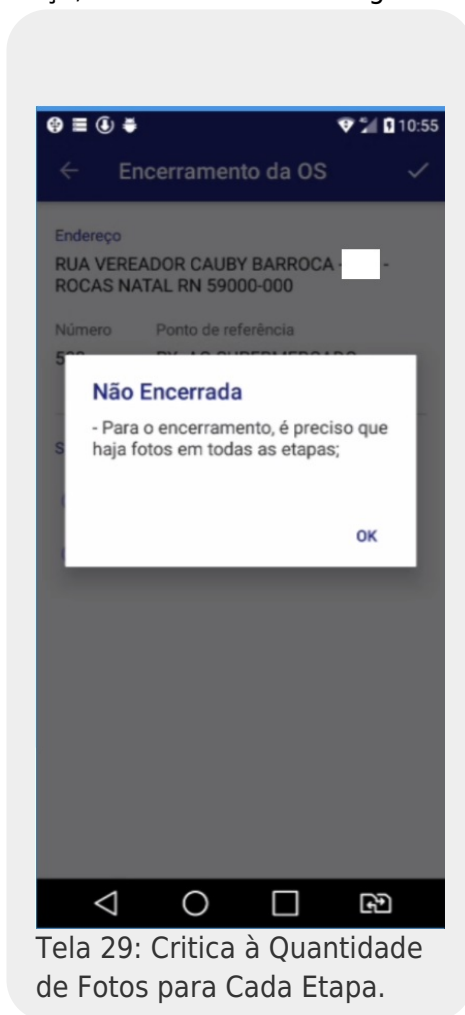 10:55
Encerramento da OS
Endereço
RUA VEREADOR CAUBY BARROCA - -
ROCAS NATAL RN 59000-000
Número Ponto de referência
Não Encerrada
- Para o encerramento, é preciso que
haja fotos em todas as etapas;
OK
Tela 29: Critica à Quantidade
de Fotos para Cada Etapa.